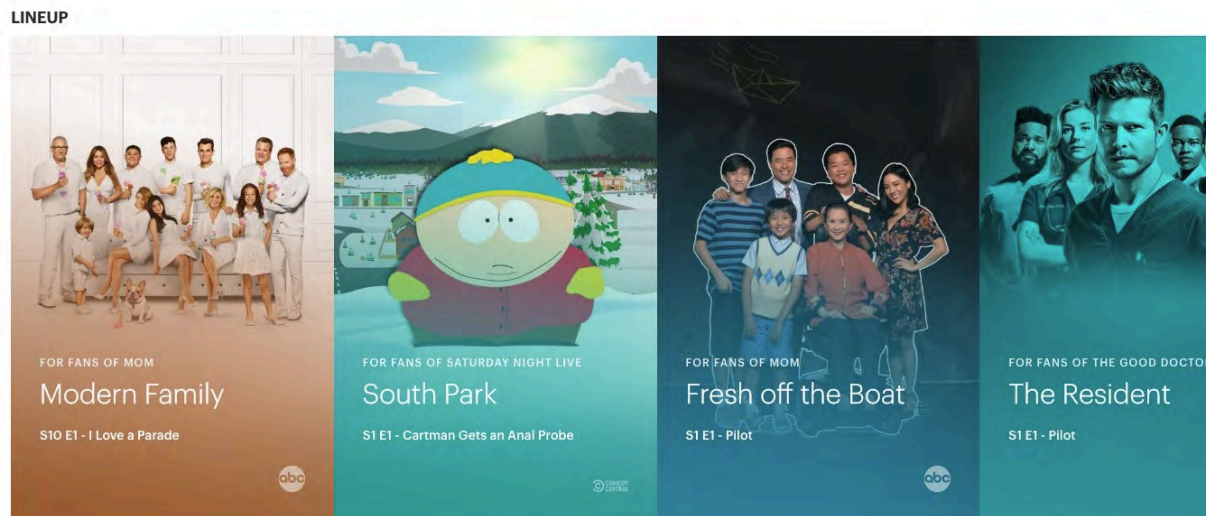 LINEUP
FOR FANS OF MOM
Modern Family
S10 E1 - I Love a Parade
abc
FOR FANS OF SATURDAY NIGHT LIVE
South Park
S1 E1 - Cartman Gets an Anal Probe
COMEDY
CENTRAL
FOR FANS OF MOM
Fresh off the Boat
S1 E1 - Pilot
abc
FOR FANS OF THE GOOD DOCTO
The Resident
S1 E1 - Pilot